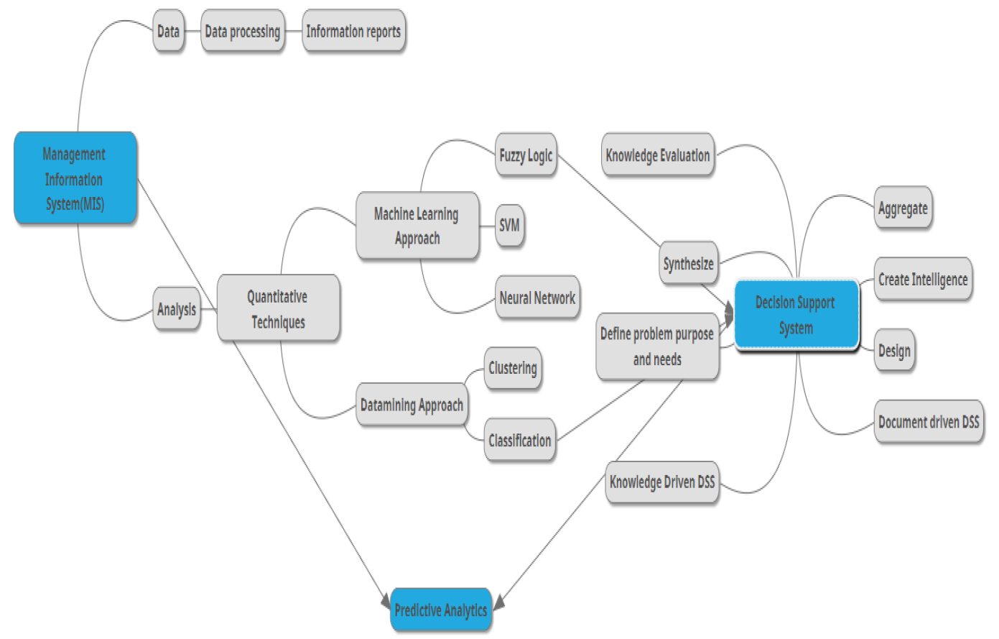 Data
Data processing
Information reports
Management
Information
System(MIS)
Analysis
Quantitative
Techniques
Machine Learning
Approach
Fuzzy Logic
SVM
Neural Network
Datamining Approach
Clustering
Classification
Knowledge Evaluation
Synthesize
Define problem purpose
and needs
Knowledge Driven DSS
Decision Support
System
Aggregate
Create Intelligence
Design
Document driven DSS
Predictive Analytics